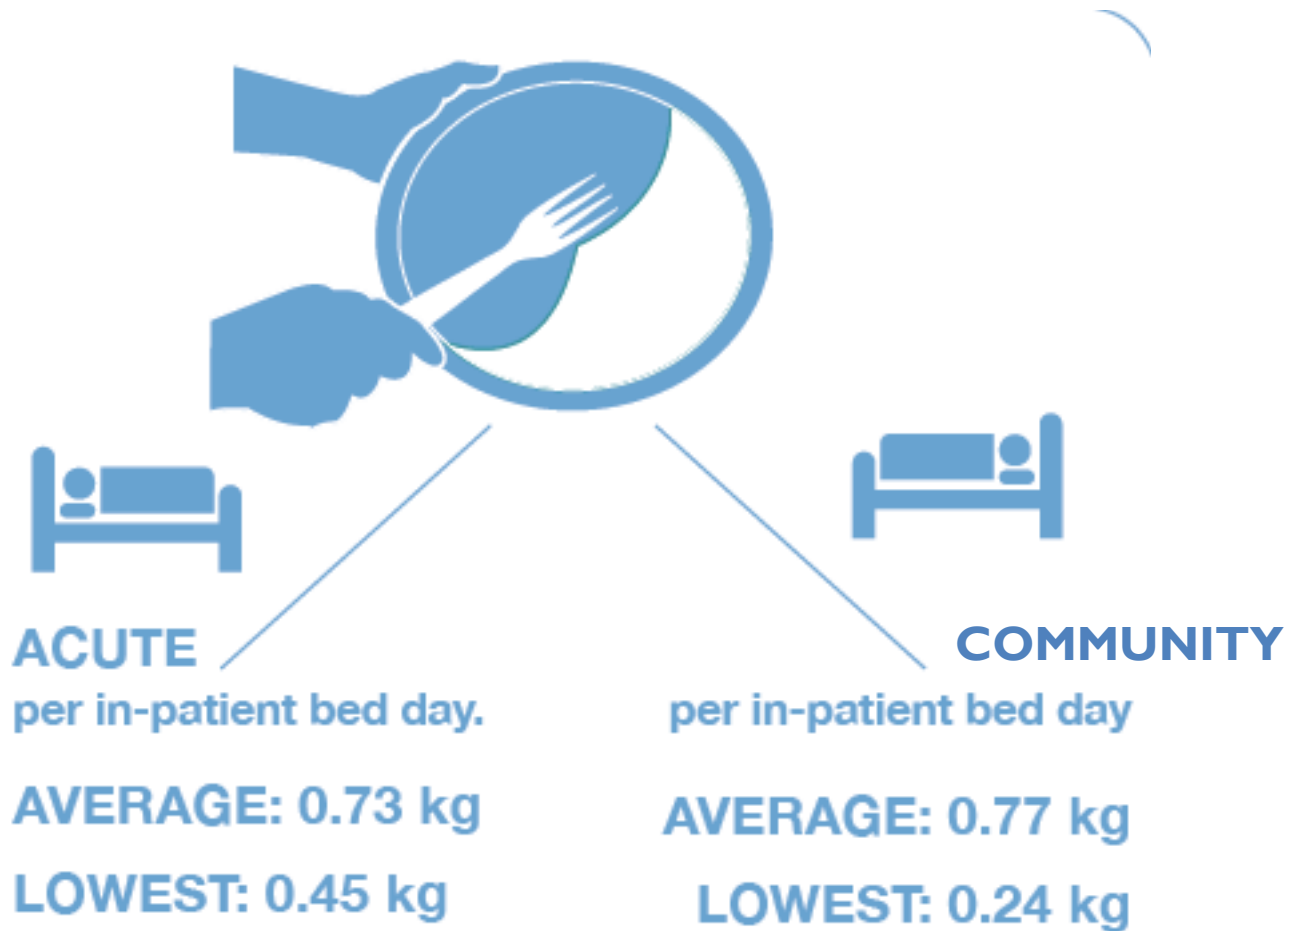 ACUTE
per in-patient bed day.
AVERAGE: 0.73 kg
LOWEST: 0.45 kg
COMMUNITY
per in-patient bed day
AVERAGE: 0.77 kg
LOWEST: 0.24 kg